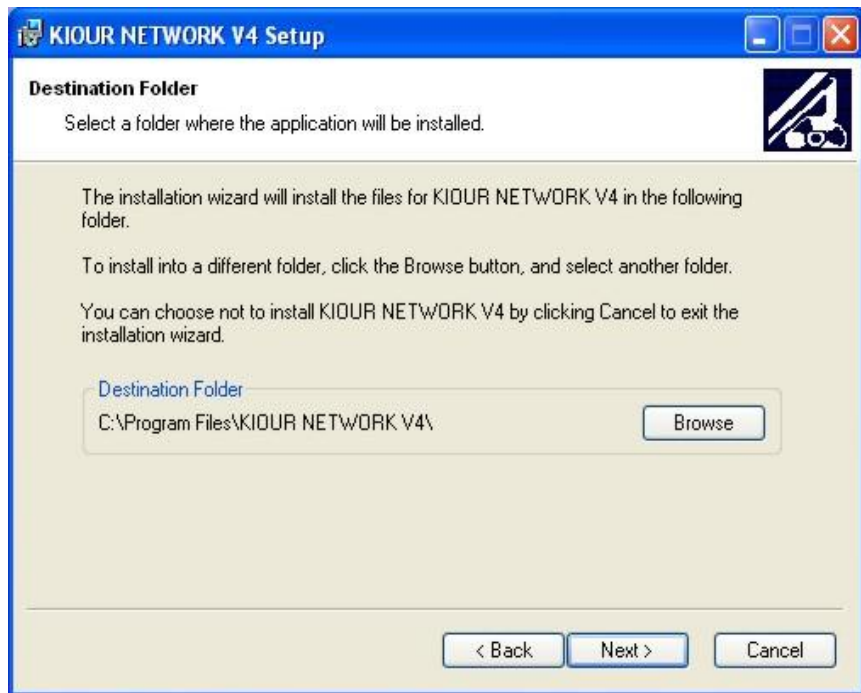 KIOUR NETWORK V4 Setup
Destination Folder
Select a folder where the application will be installed.
The installation wizard will install the files for KIOUR NETWORK V4 in the following
folder.
To install into a different folder, click the Browse button, and select another folder.
You can choose not to install KIOUR NETWORK V4 by clicking Cancel to exit the
installation wizard.
Destination Folder
C:\Program Files\KIOUR NETWORK V4\
Browse
< Back
Next >
Cancel